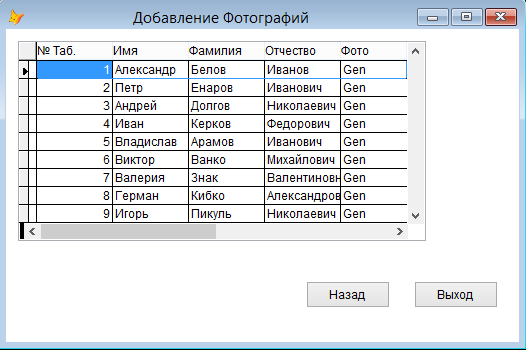 Добавление Фотографий
№ Таб. Имя Фамилия Отчество Фото
1 Александр Белов Иванов Gen
2 Петр Енаров Иванович Gen
3 Андрей Долгов Николаевич Gen
4 Иван Керков Федорович Gen
5 Владислав Арамов Иванович Gen
6 Виктор Ванко Михайлович Gen
7 Валерия Знак Валентиновн Gen
8 Герман Кибко Александров Gen
9 Игорь Пикуль Николаевич Gen
Назад Выход